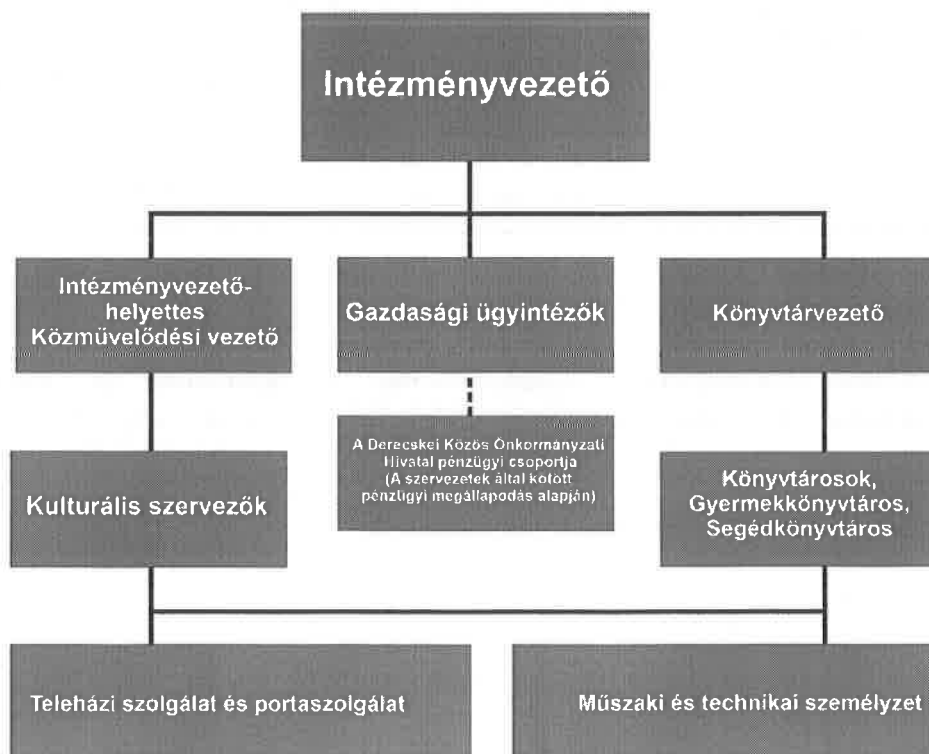 Intézményvezető
Intézményvezető-
helyettes
Közművelődési vezető
Gazdasági ügyintézők
Könyvtárvezető
Kulturális szervezők
A Derecskei Közös Önkormányzati
Hivatal pénzügyi csoportja
(A szervezetek által kötött
pénzügyi megállapodás alapján)
Könyvtárosok,
Gyermekkönyvtáros,
Segédkönyvtáros
Teleházi szolgálat és portaszolgálat
Műszaki és technikai személyzet